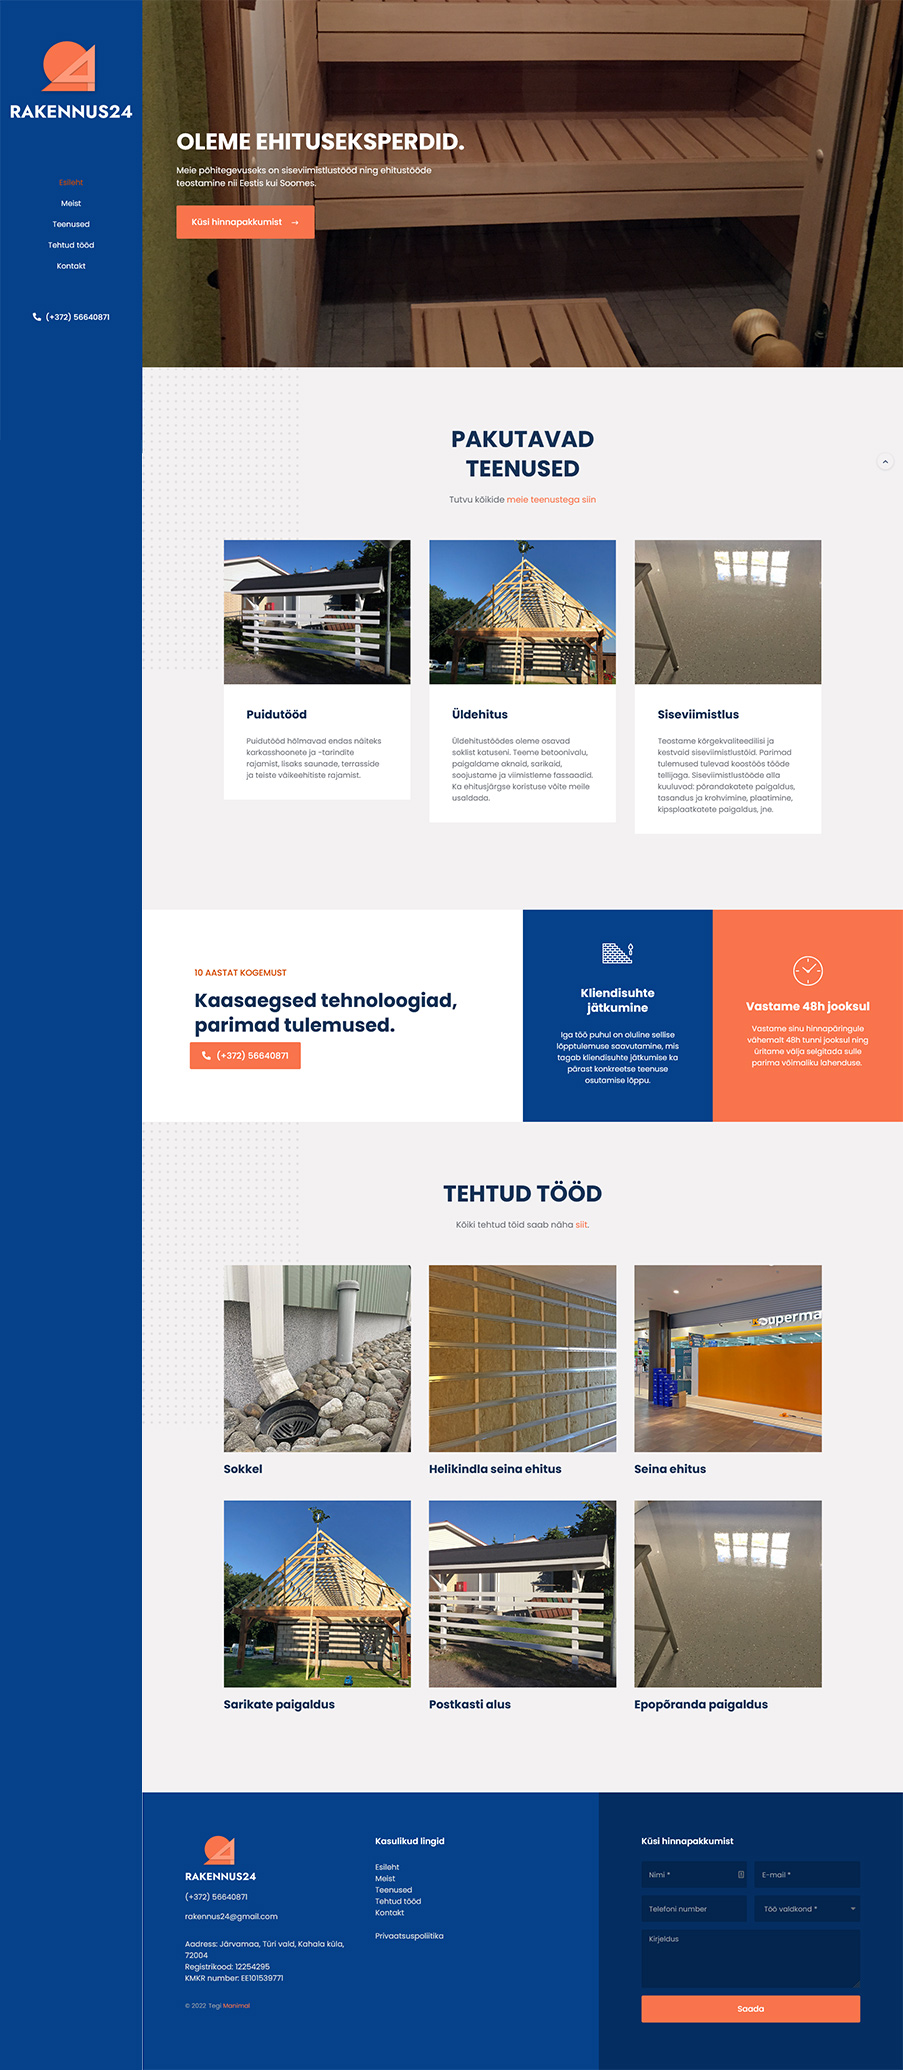 RAKENNUS24
Esileht
Meist
Teenused
Tehtud tööd
Kontakt
(+372) 56640871
OLEME EHITUSEKSPERDID.
Meie põhitegevuseks on siseviimistlustööd ning ehitustööde
teostamine nii Eestis kui Soomes.
Küsi hinnapakkumist →
PAKUTAVAD
TEENUSED
Tutvu kõikide meie teenustega siin
Puidutööd
Puidutööd hõlmavad endas näiteks
karkasshoonete ja -tarindite
rajamist, lisaks saunade, terrasside
ja teiste väikeehitiste rajamist.
Üldehitus
Üldehitustöödes oleme osavad
soklist katuseni. Teeme betoonivalu,
paigaldame aknaid, sarikaid,
soojustame ja viimistleme fassaadid.
Ka ehitusjärgse koristuse võite meile
usaldada.
Siseviimistlus
Teostame kõrgekvaliteedilisi ja
kestvaid siseviimistlustöid. Parimad
tulemused tulevad koostöös tööde
tellijaga. Siseviimistlustööde alla
kuuluvad: põrandakatete paigaldus,
tasandus ja krohvimine, plaatimine,
kipsplaatkatete paigaldus, jne.
10 AASTAT KOGEMUST
Kaasaegsed tehnoloogiad,
parimad tulemused.
(+372) 56640871
Kliendisuhte
jätkumine
Iga töö puhul on oluline sellise
lõpptulemuse saavutamine, mis
tagab kliendisuhte jätkumise ka
pärast konkreetse teenuse
osutamise lõppu.
Vastame 48h jooksul
Vastame sinu hinnapäringule
vähemalt 48h tunni jooksul ning
üritame välja selgitada sulle
parima võimaliku lahenduse.
TEHTUD TÖÖD
Kõiki tehtud töid saab näha siit.
Superma
Sokkel
Helikindla seina ehitus
Seina ehitus
Sarikate paigaldus
Postkasti alus
Epopõranda paigaldus
RAKENNUS24
(+372) 56640871
rakennus24@gmail.com
Aadress: Järvamaa, Türi vald, Kahala küla,
72004
Registrikood: 12254295
KMKR number: EE101539771
© 2022 Tegi Manimal
Kasulikud lingid
Esileht
Meist
Teenused
Tehtud tööd
Kontakt
Privaatsuspoliitika
Küsi hinnapakkumist
Nimi *
E-mail *
Telefoni number
Töö valdkond *
Kirjeldus
Saada